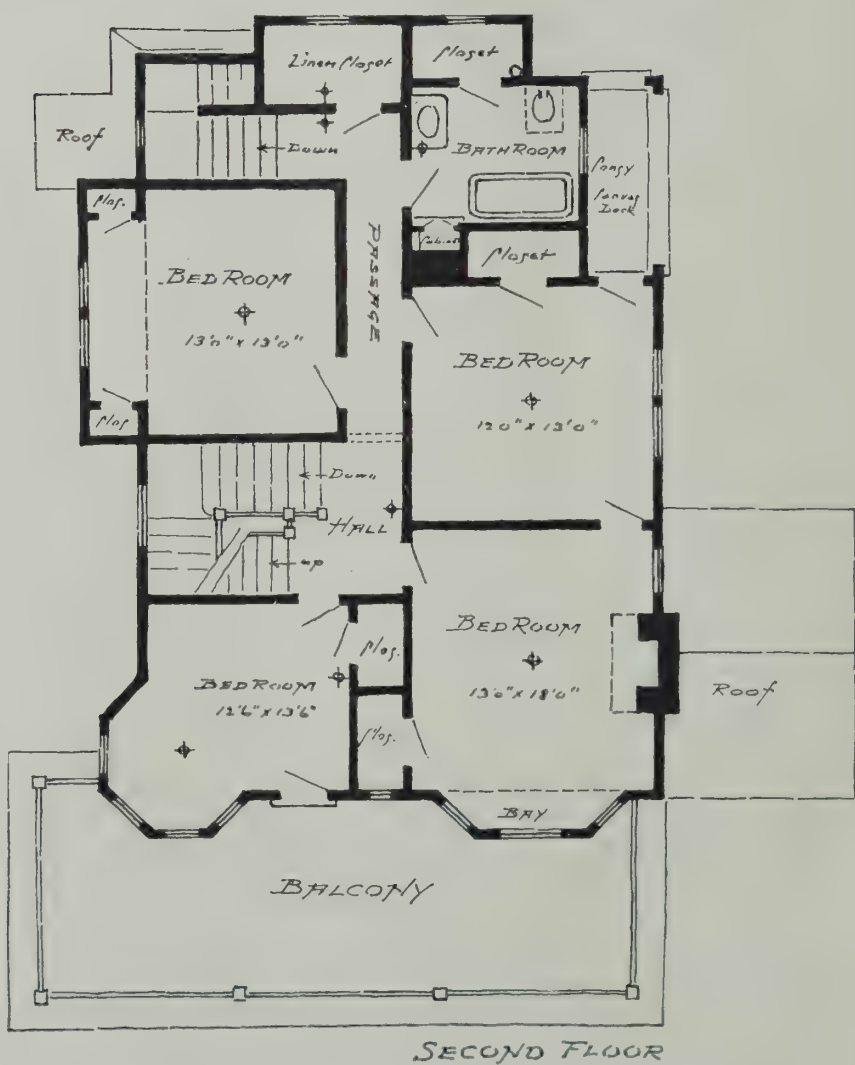 Linen Closet
Closet
Roof
Down
BATH ROOM
Canvas
Deck
Clos.
PASSAGE
Cabinet
Closet
BED ROOM
13'0" x 13'0"
BED ROOM
12'0" x 13'0"
Clos.
Down
HALL
up
BED ROOM
13'0" x 18'0"
Clos.
BED ROOM
12'6" x 13'6"
Roof
Clos.
BAY
BALCONY
SECOND FLOOR